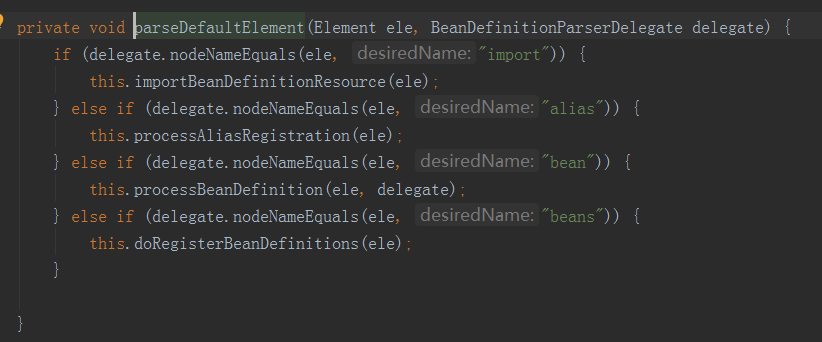 private void parseDefaultElement(Element ele, BeanDefinitionParserDelegate delegate) {
if (delegate.nodeNameEquals(ele, desiredName: "import")) {
this.importBeanDefinitionResource(ele);
} else if (delegate.nodeNameEquals(ele, desiredName: "alias")) {
this.processAliasRegistration(ele);
} else if (delegate.nodeNameEquals(ele, desiredName: "bean")) {
this.processBeanDefinition(ele, delegate);
} else if (delegate.nodeNameEquals(ele, desiredName: "beans")) {
this.doRegisterBeanDefinitions(ele);
}
}